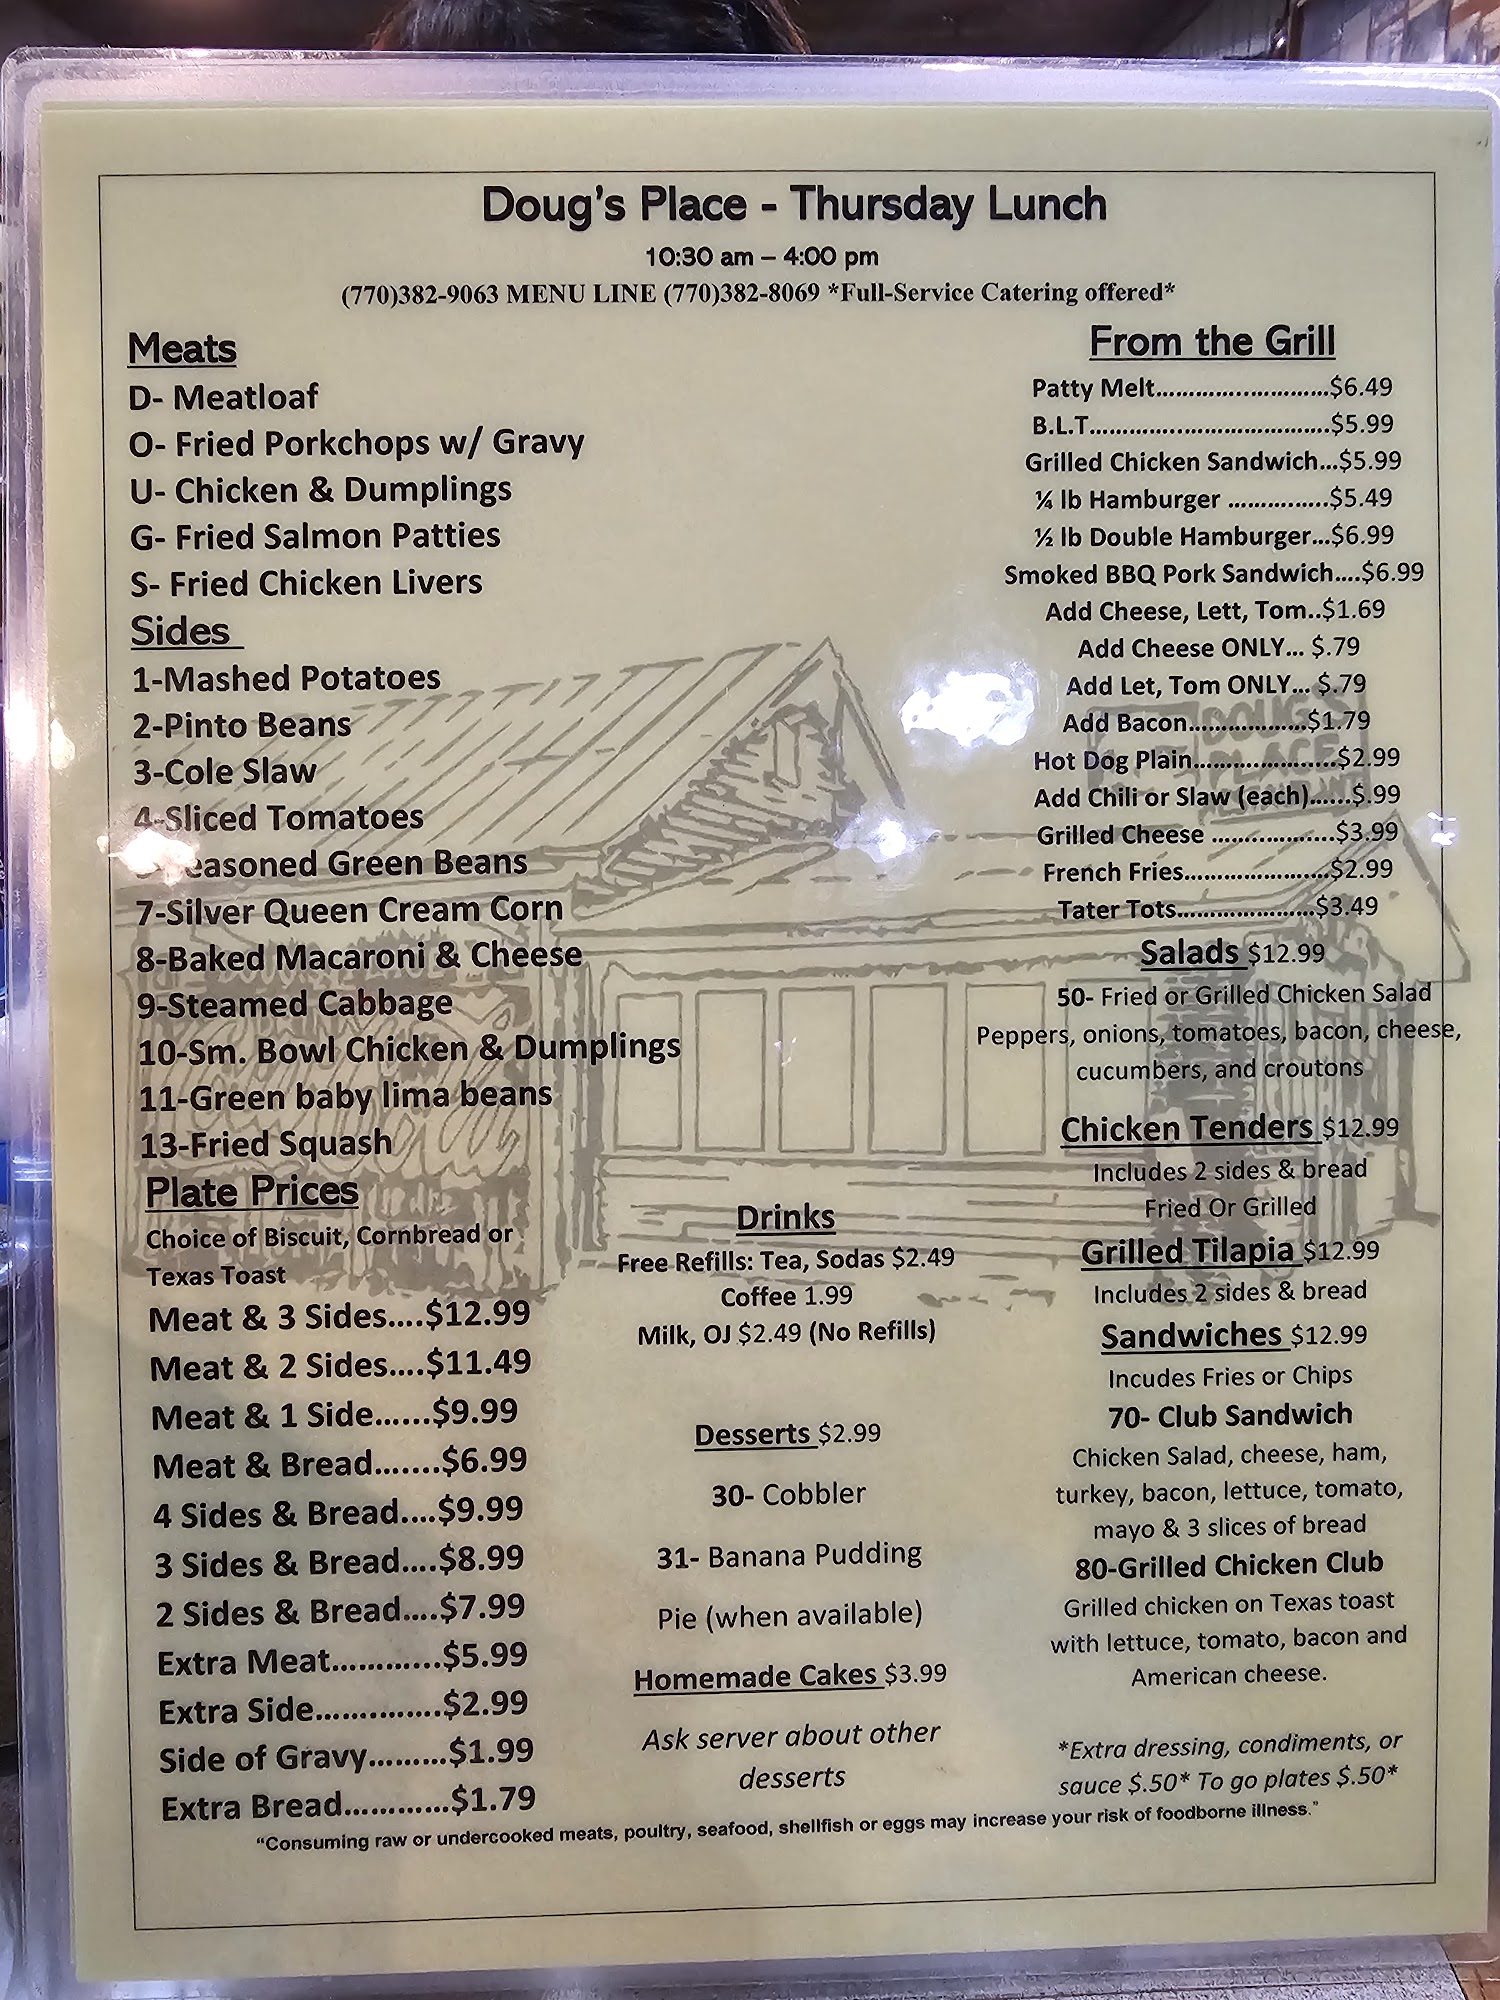 Doug's Place - Thursday Lunch
10:30 am – 4:00 pm
(770)382-9063 MENU LINE (770)382-8069 *Full-Service Catering offered*
Meats
D- Meatloaf
O- Fried Porkchops w/ Gravy
U- Chicken & Dumplings
G- Fried Salmon Patties
S- Fried Chicken Livers
Sides
1-Mashed Potatoes
2-Pinto Beans
3-Cole Slaw
4-Sliced Tomatoes
easoned Green Beans
7-Silver Queen Cream Corn
8-Baked Macaroni & Cheese
9-Steamed Cabbage
10-Sm. Bowl Chicken & Dumplings
11-Green baby lima beans
13-Fried Squash
Plate Prices
Choice of Biscuit, Cornbread or
Texas Toast
Meat & 3 Sides....$12.99
Meat & 2 Sides....$11.49
Meat & 1 Side......$9.99
Meat & Bread.......$6.99
4 Sides & Bread....$9.99
3 Sides & Bread....$8.99
2 Sides & Bread....$7.99
Extra Meat............$5.99
Extra Side..............$2.99
Side of Gravy.........$1.99
Extra Bread............$1.79
Drinks
Free Refills: Tea, Sodas $2.49
Coffee 1.99
Milk, OJ $2.49 (No Refills)
Desserts $2.99
30- Cobbler
31- Banana Pudding
Pie (when available)
Homemade Cakes $3.99
Ask server about other
desserts
From the Grill
Patty Melt............................$6.49
B.L.T....................................$5.99
Grilled Chicken Sandwich...$5.99
¼ lb Hamburger ...............$5.49
½ lb Double Hamburger...$6.99
Smoked BBQ Pork Sandwich....$6.99
Add Cheese, Lett, Tom..$1.69
Add Cheese ONLY... $.79
Add Let, Tom ONLY... $.79
Add Bacon..................$1.79
Hot Dog Plain.....................$2.99
Add Chili or Slaw (each)......$.99
Grilled Cheese ..................$3.99
French Fries......................$2.99
Tater Tots.....................$3.49
Salads $12.99
50- Fried or Grilled Chicken Salad
Peppers, onions, tomatoes, bacon, cheese,
cucumbers, and croutons
Chicken Tenders $12.99
Includes 2 sides & bread
Fried Or Grilled
Grilled Tilapia $12.99
Includes 2 sides & bread
Sandwiches $12.99
Incudes Fries or Chips
70- Club Sandwich
Chicken Salad, cheese, ham,
turkey, bacon, lettuce, tomato,
mayo & 3 slices of bread
80-Grilled Chicken Club
Grilled chicken on Texas toast
with lettuce, tomato, bacon and
American cheese.
*Extra dressing, condiments, or
sauce $.50* To go plates $.50*
"Consuming raw or undercooked meats, poultry, seafood, shellfish or eggs may increase your risk of foodborne illness."
DOUG'S
PLACE